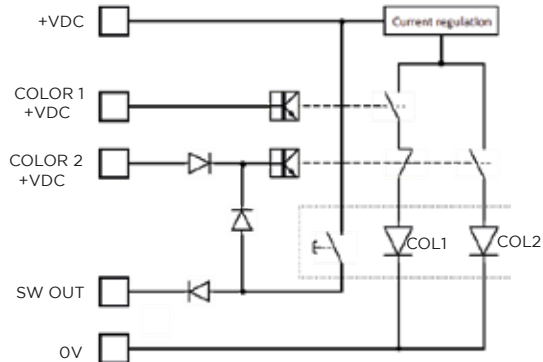 +VDC
Current regulation
COLOR 1
+VDC
COLOR 2
+VDC
COL1
COL2
SW OUT
0V